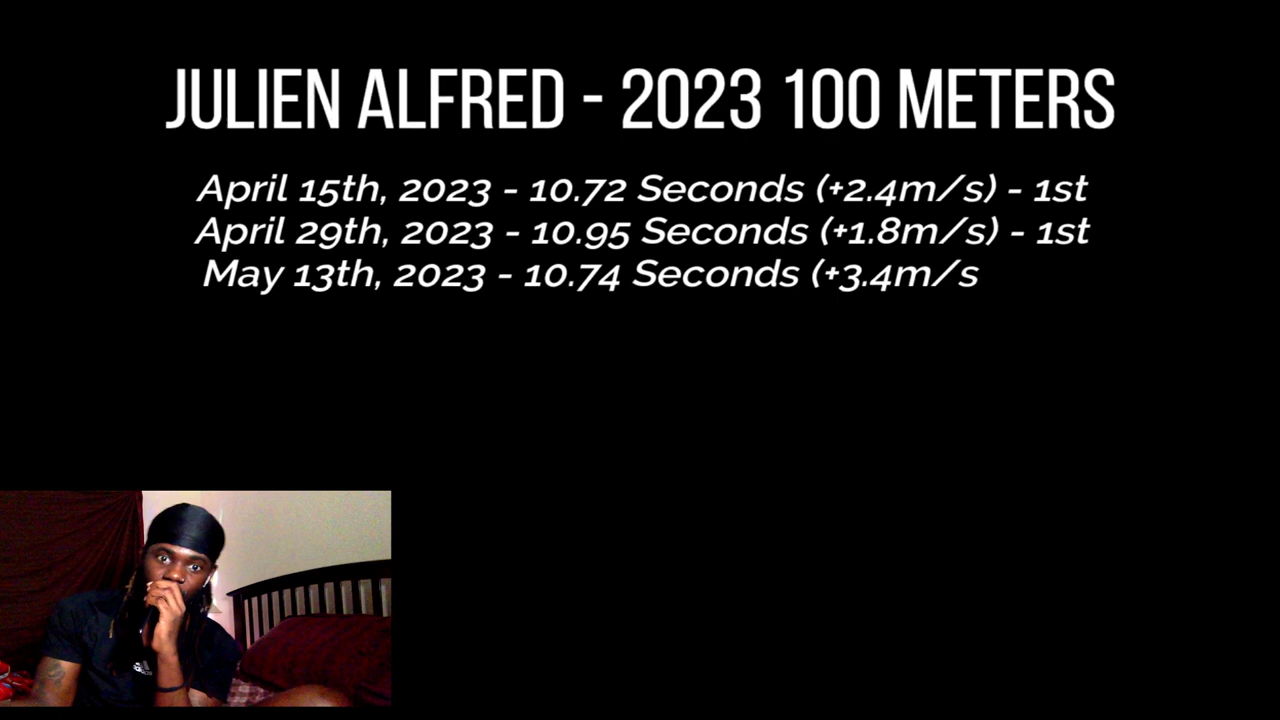 JULIEN ALFRED - 2023 100 METERS
April 15th, 2023 - 10.72 Seconds (+2.4m/s) - 1st
April 29th, 2023 - 10.95 Seconds (+1.8m/s) - 1st
May 13th, 2023 - 10.74 Seconds (+3.4m/s